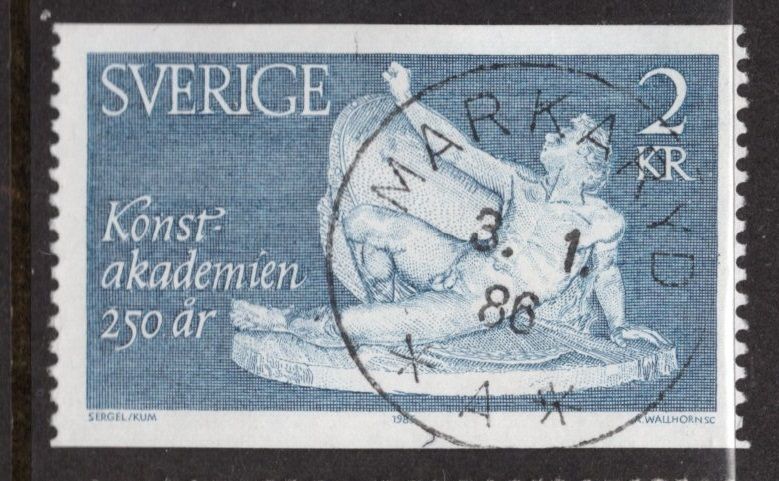 SVERIGE
2
KR
Konst-
akademien
250 år
MARKARYD
3. 1.
86
* A *
SERGEL/KUM
A. WALLHORN SC